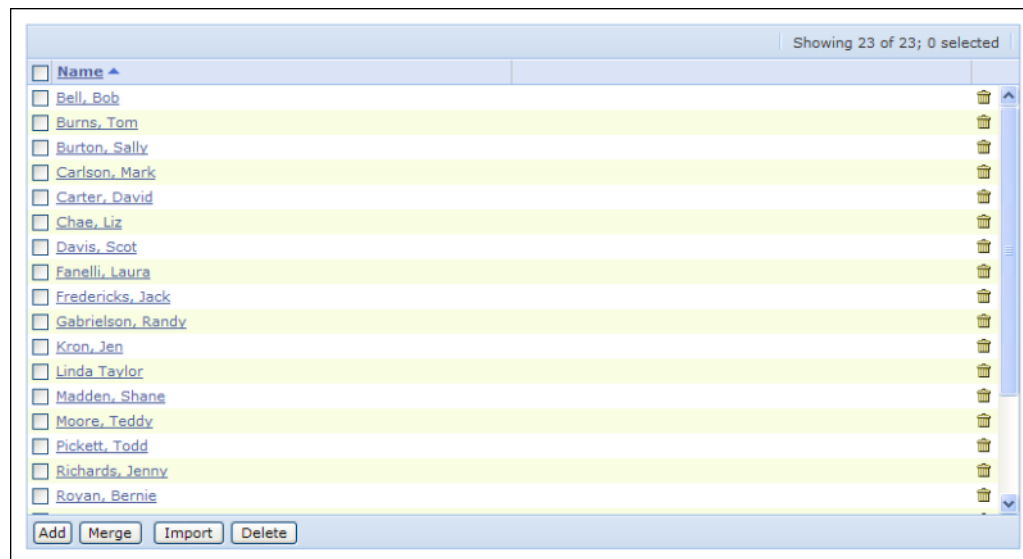 Showing 23 of 23; 0 selected
Name
Bell, Bob
Burns, Tom
Burton, Sally
Carlson, Mark
Carter, David
Chae, Liz
Davis, Scot
Fanelli, Laura
Fredericks, Jack
Gabrielson, Randy
Kron, Jen
Linda Taylor
Madden, Shane
Moore, Teddy
Pickett, Todd
Richards, Jenny
Royan, Bernie
Add Merge Import Delete